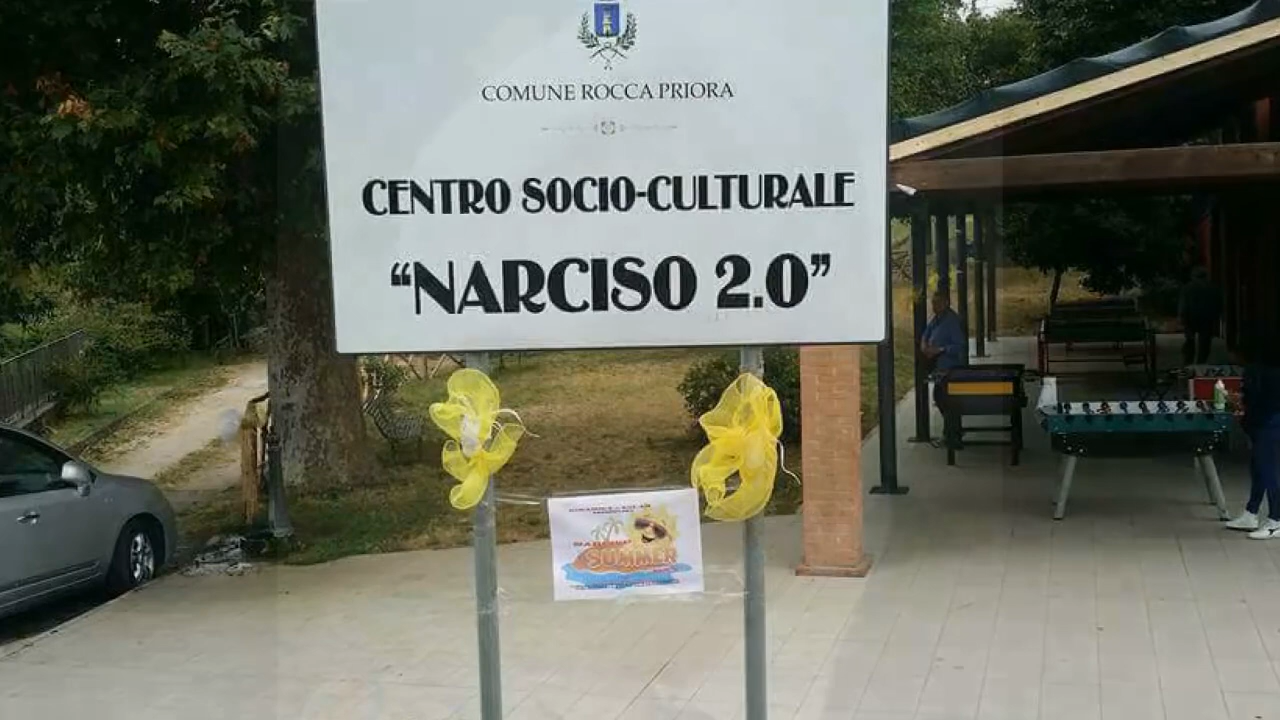 COMUNE ROCCA PRIORA
CENTRO SOCIO-CULTURALE
“NARCISO 2.0”
SUMMER